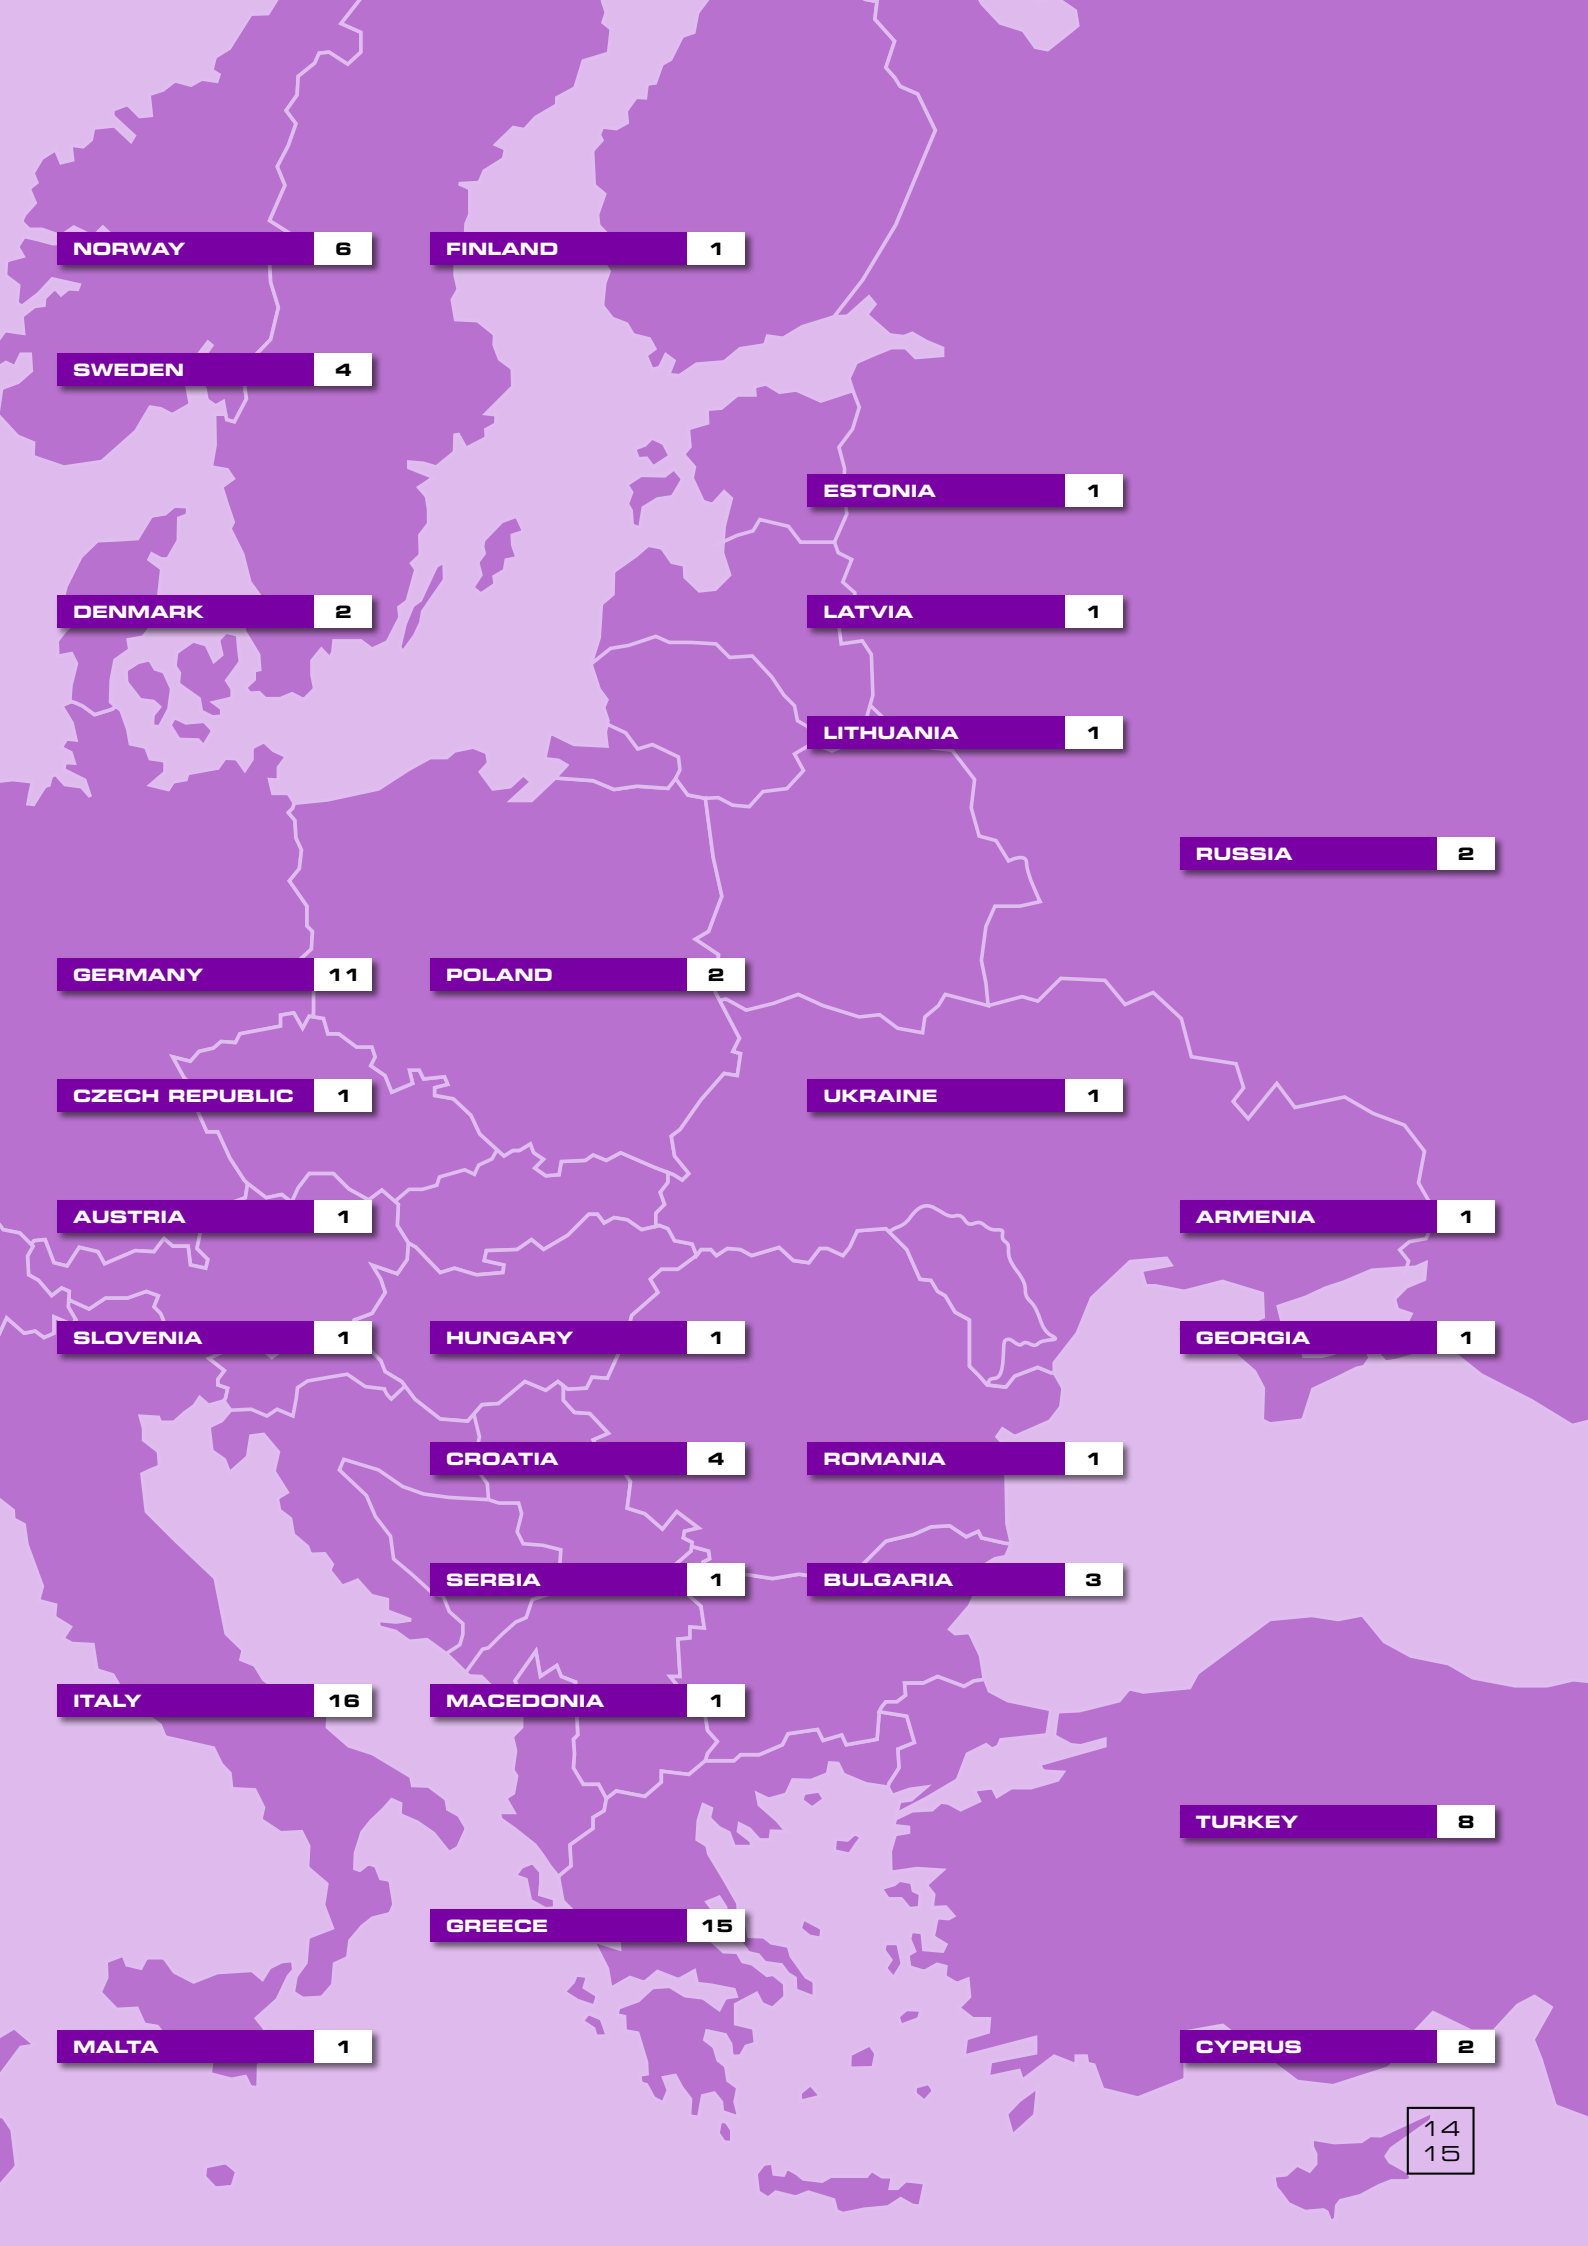 NORWAY 6
FINLAND 1
SWEDEN 4
ESTONIA 1
DENMARK 2
LATVIA 1
LITHUANIA 1
RUSSIA 2
GERMANY 11
POLAND 2
CZECH REPUBLIC 1
UKRAINE 1
AUSTRIA 1
ARMENIA 1
SLOVENIA 1
HUNGARY 1
GEORGIA 1
CROATIA 4
ROMANIA 1
SERBIA 1
BULGARIA 3
ITALY 16
MACEDONIA 1
TURKEY 8
GREECE 15
MALTA 1
CYPRUS 2
14
15